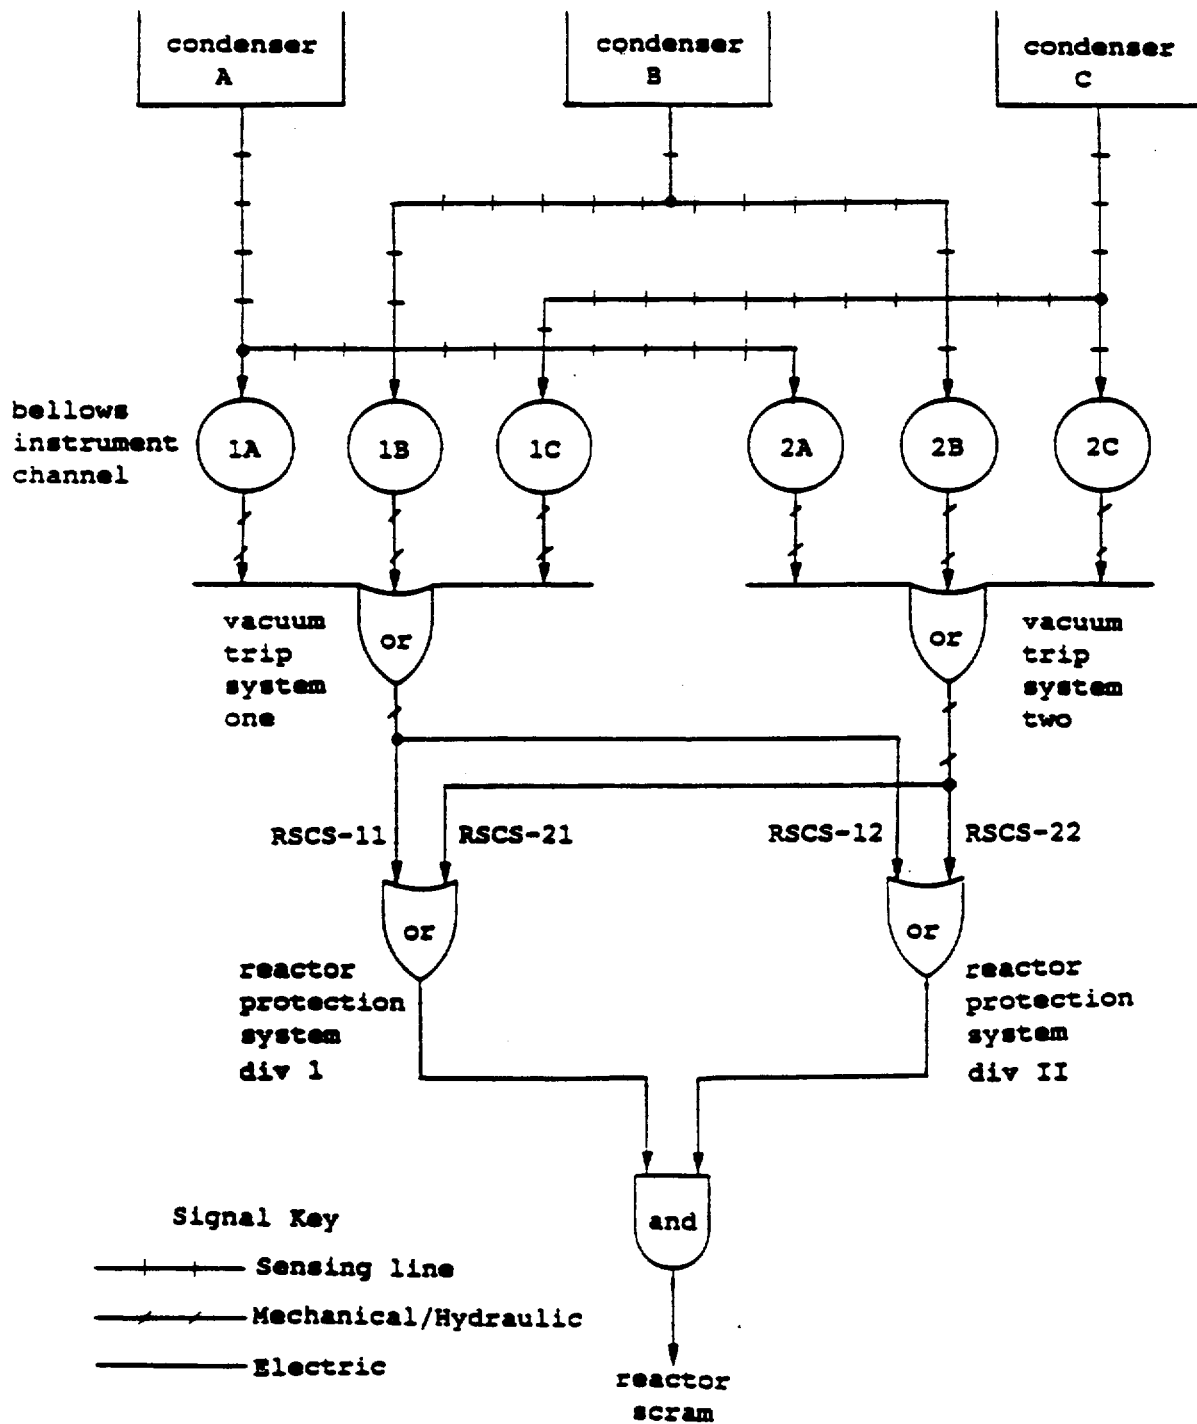 condenser
A
condenser
B
condenser
C
bellows
instrument
channel
1A
1B
1C
2A
2B
2C
or
or
vacuum
trip
system
one
vacuum
trip
system
two
RSCS-11
RSCS-21
RSCS-12
RSCS-22
or
or
reactor
protection
system
div 1
reactor
protection
system
div II
and
Signal Key
Sensing line
Mechanical/Hydraulic
Electric
reactor
scram